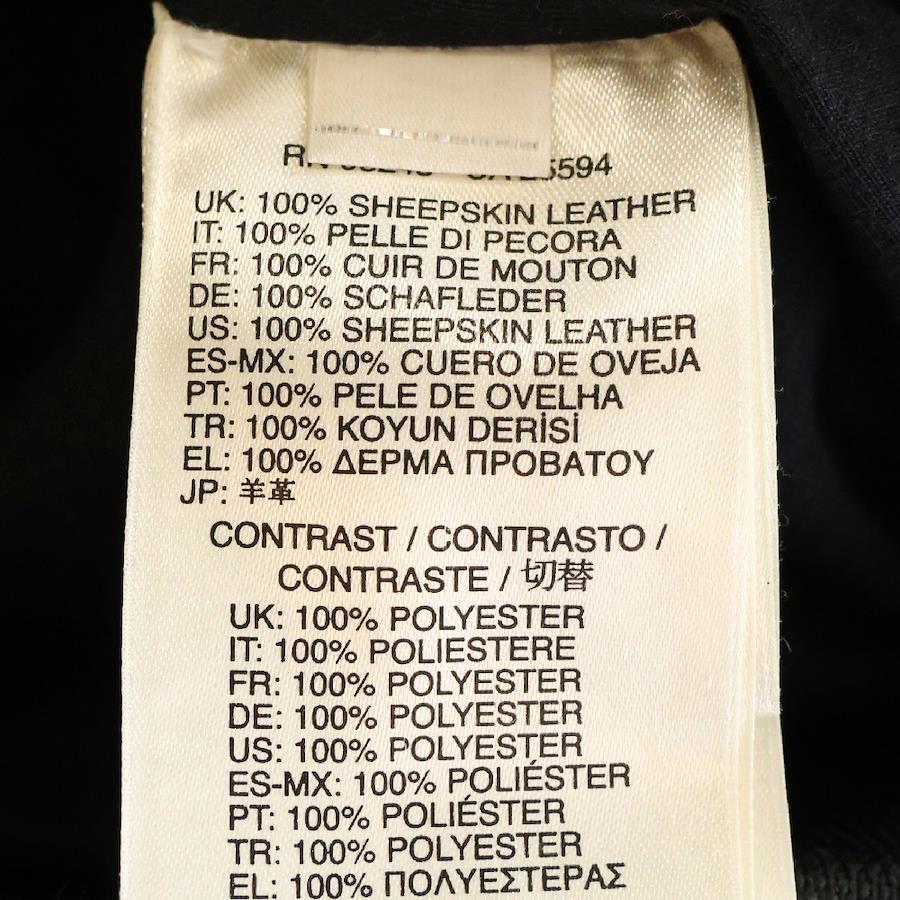 5594
UK: 100% SHEEPSKIN LEATHER
IT: 100% PELLE DI PECORA
FR: 100% CUIR DE MOUTON
DE: 100% SCHAFLEDER
US: 100% SHEEPSKIN LEATHER
ES-MX: 100% CUERO DE OVEJA
PT: 100% PELE DE OVELHA
TR: 100% KOYUN DERİSİ
EL: 100% ΔΕΡΜΑ ΠΡΟΒΑΤΟΥ
JP: 羊革
CONTRAST / CONTRASTO /
CONTRASTE / 切替
UK: 100% POLYESTER
IT: 100% POLIESTERE
FR: 100% POLYESTER
DE: 100% POLYESTER
US: 100% POLYESTER
ES-MX: 100% POLIÉSTER
PT: 100% POLIÉSTER
TR: 100% POLYESTER
EL: 100% ΠΟΛΥΕΣΤΕΡΑΣ